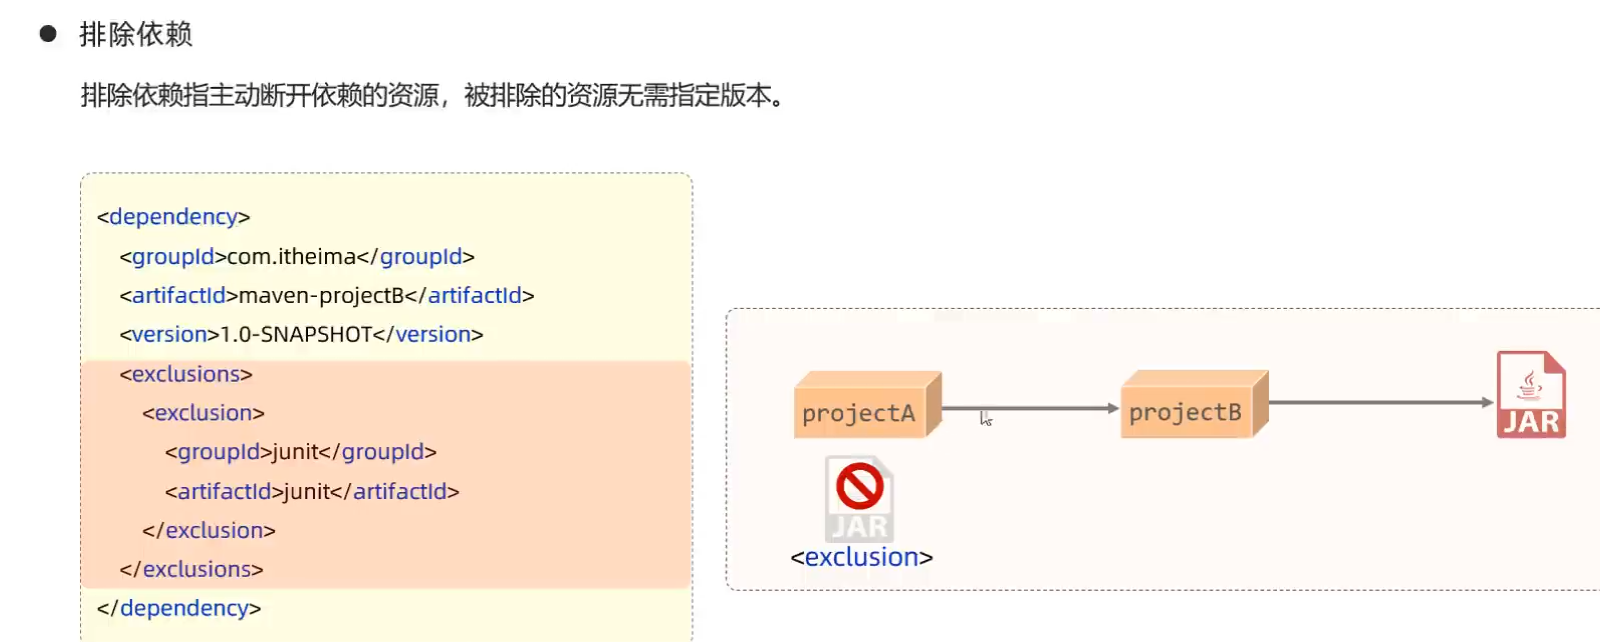 排除依赖
排除依赖指主动断开依赖的资源，被排除的资源无需指定版本。
<dependency>
<groupId>com.itheima</groupId>
<artifactId>maven-projectB</artifactId>
<version>1.0-SNAPSHOT</version>
<exclusions>
<exclusion>
<groupId>junit</groupId>
<artifactId>junit</artifactId>
</exclusion>
</exclusions>
</dependency>
projectA
projectB
JAR
JAR
<exclusion>